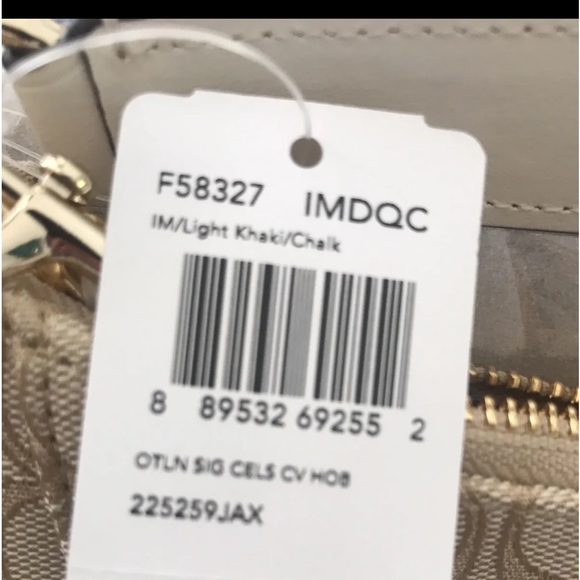 F58327 IMDQC
IM/Light Khaki/Chalk
8 89532 69255 2
OTLN SIG CELS CV HOB
225259JAX